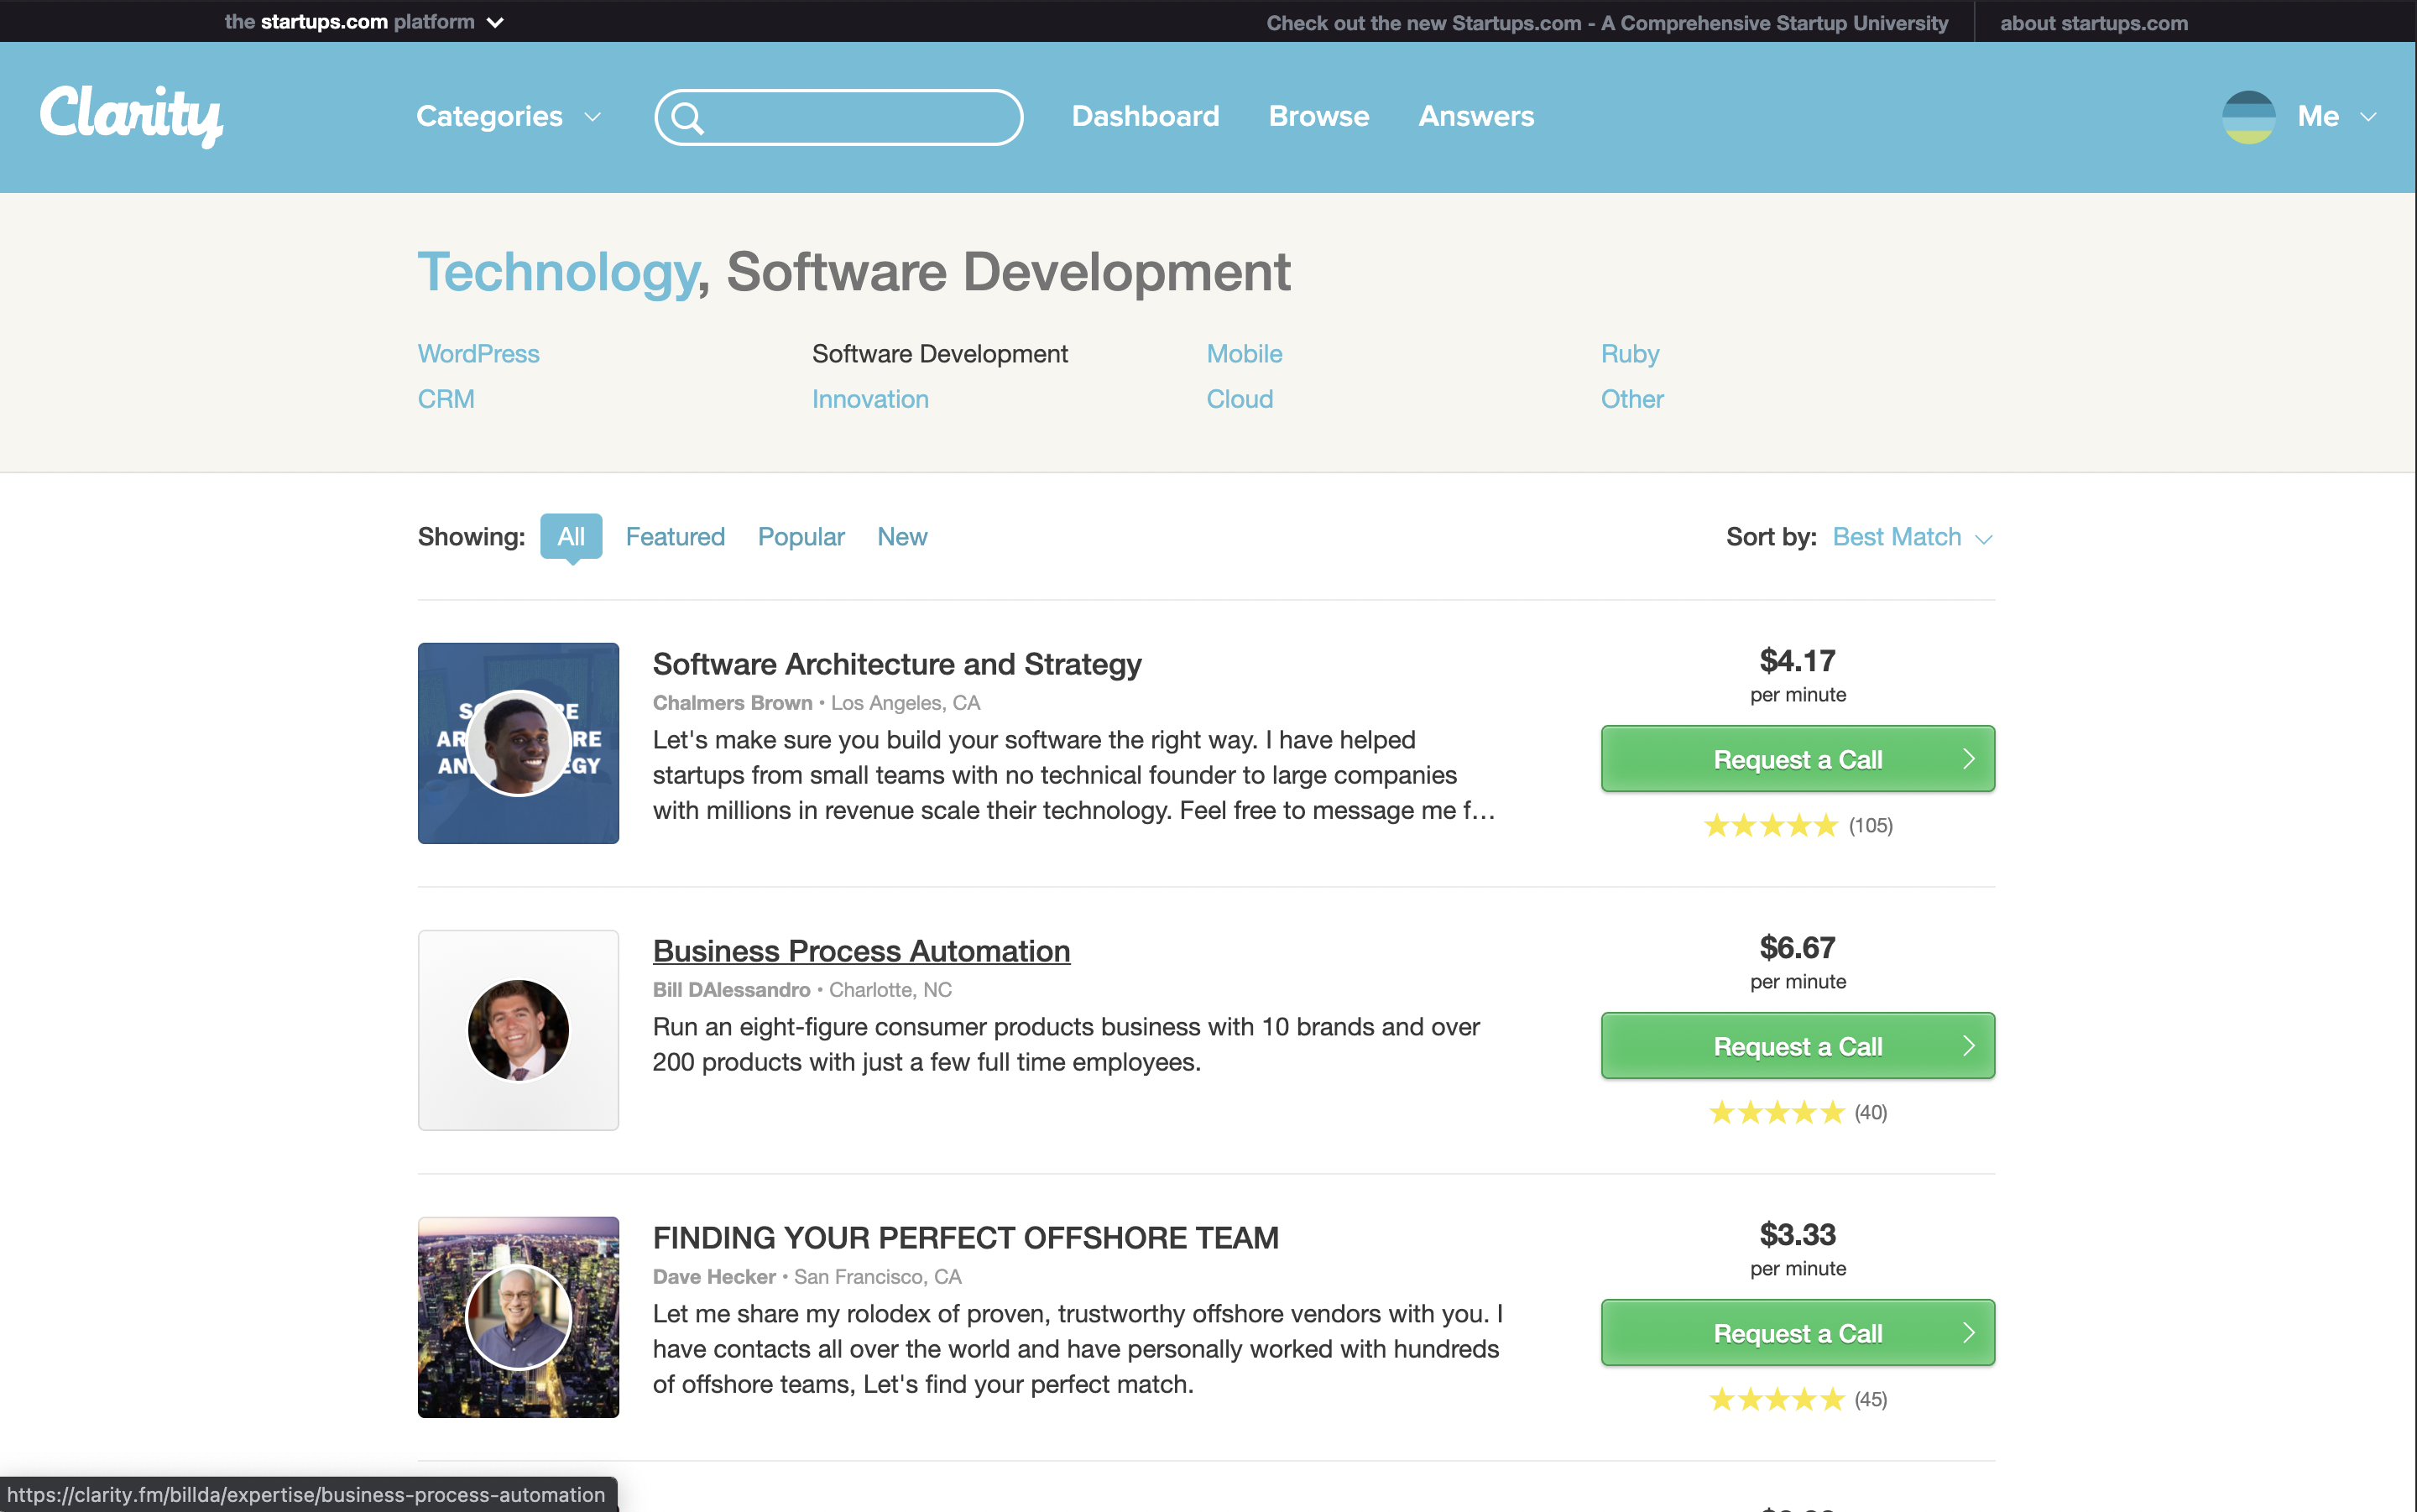 the startups.com platform
Check out the new Startups.com - A Comprehensive Startup University
about startups.com
Clarity
Categories
Dashboard
Browse
Answers
Me
Technology, Software Development
WordPress
Software Development
Mobile
Ruby
CRM
Innovation
Cloud
Other
Showing: All Featured Popular New
Sort by: Best Match
Software Architecture and Strategy
Chalmers Brown • Los Angeles, CA
Let's make sure you build your software the right way. I have helped
startups from small teams with no technical founder to large companies
with millions in revenue scale their technology. Feel free to message me f...
$4.17
per minute
Request a Call
(105)
Business Process Automation
Bill DAlessandro • Charlotte, NC
Run an eight-figure consumer products business with 10 brands and over
200 products with just a few full time employees.
$6.67
per minute
Request a Call
(40)
FINDING YOUR PERFECT OFFSHORE TEAM
Dave Hecker • San Francisco, CA
Let me share my rolodex of proven, trustworthy offshore vendors with you. I
have contacts all over the world and have personally worked with hundreds
of offshore teams, Let's find your perfect match.
$3.33
per minute
Request a Call
(45)
https://clarity.fm/billda/expertise/business-process-automation